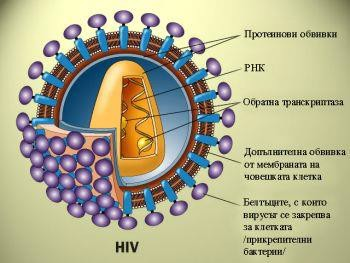 Протеинови обвивки
РНК
Обратна транскриптаза
Допълнителна обвивка
от мембраната на
човешката клетка
Белтъците, с които
вирусът се закрепва
за клетката
/прикрепителни
бактерии/
HIV